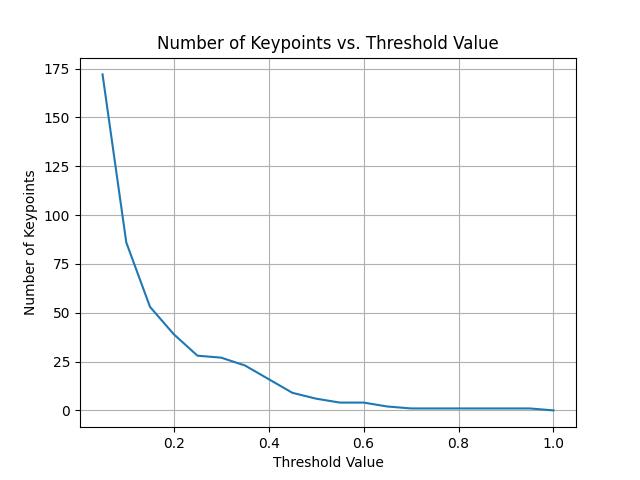 Number of Keypoints vs. Threshold Value
175
150
125
100
75
50
25
0
Number of Keypoints
0.2 0.4 0.6 0.8 1.0
Threshold Value